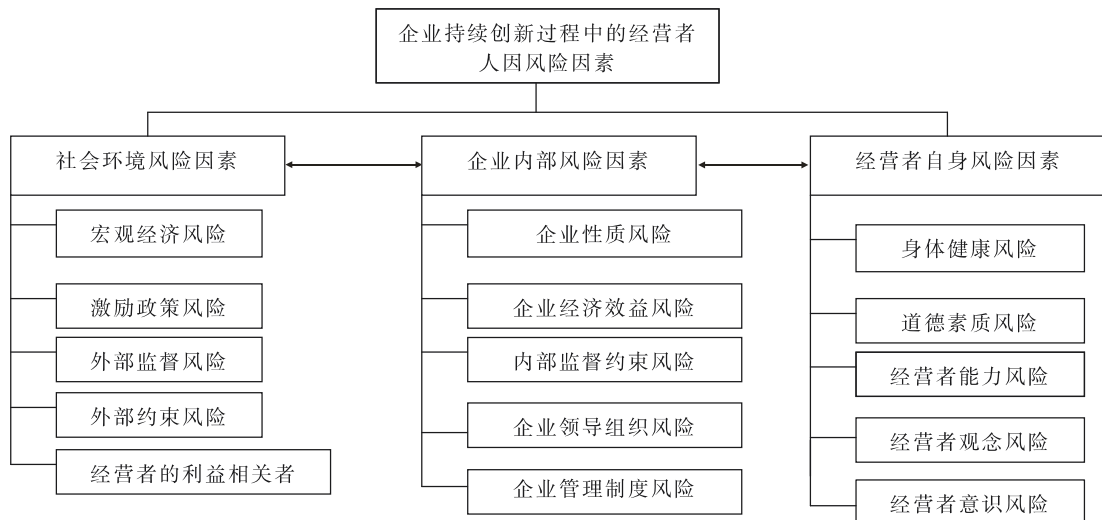 企业持续创新过程中的经营者
人因风险因素
社会环境风险因素
企业内部风险因素
经营者自身风险因素
宏观经济风险
激励政策风险
外部监督风险
外部约束风险
经营者的利益相关者
企业性质风险
企业经济效益风险
内部监督约束风险
企业领导组织风险
企业管理制度风险
身体健康风险
道德素质风险
经营者能力风险
经营者观念风险
经营者意识风险